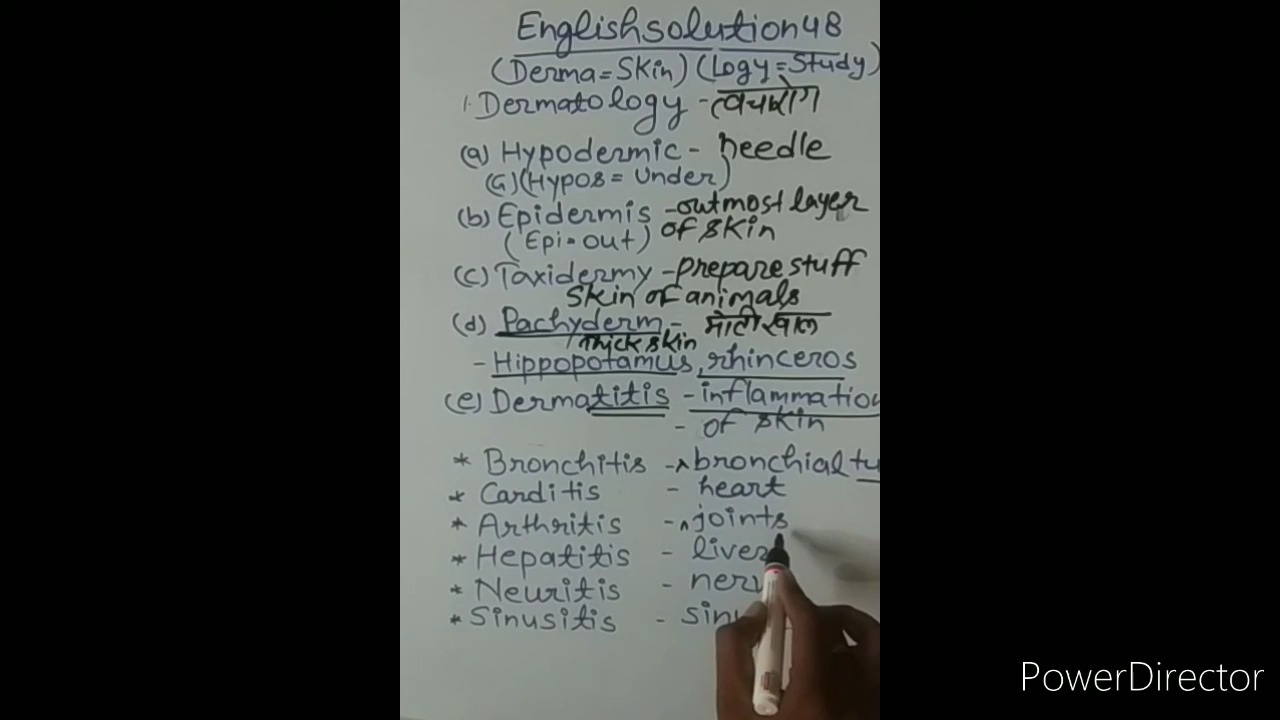 Englishsolution48
(Derma=Skin) (Logy=Study)
1. Dermatology - त्वचारोग
(a) Hypodermic - needle
(G)(Hypos = Under)
(b) Epidermis - outmost layer
(Epi=out) of skin
(c) Taxidermy - prepare stuff
skin of animals
(d) Pachyderm - मोटी खाल
thick skin
- Hippopotamus, rhinceros
(e) Dermatitis - inflammation
- of skin
* Bronchitis - ^ bronchial tu
* Carditis - heart
* Arthritis - ^ joints
* Hepatitis - liver
* Neuritis -
* Sinusitis -
PowerDirector